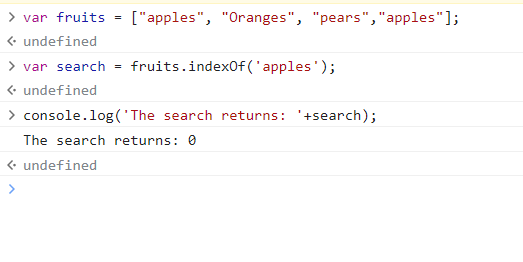 > var fruits = ["apples", "Oranges", "pears","apples"];
undefined
> var search = fruits.indexOf('apples');
undefined
> console.log('The search returns: '+search);
The search returns: 0
undefined
>